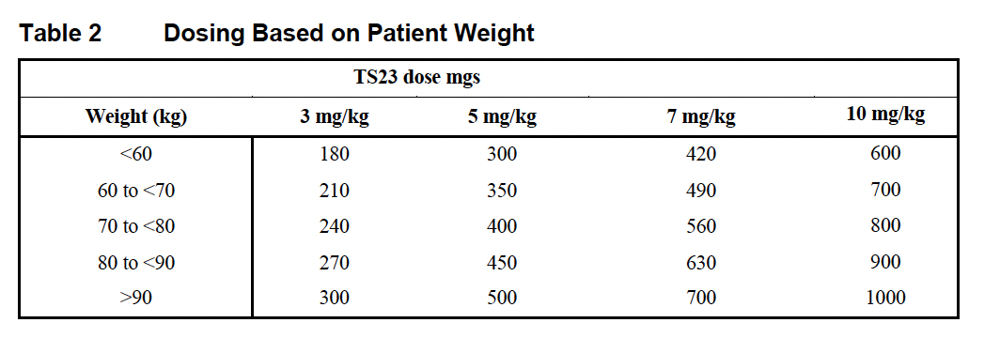 Table 2 Dosing Based on Patient Weight
TS23 dose mgs
Weight (kg) 3 mg/kg 5 mg/kg 7 mg/kg 10 mg/kg
<60 180 300 420 600
60 to <70 210 350 490 700
70 to <80 240 400 560 800
80 to <90 270 450 630 900
>90 300 500 700 1000